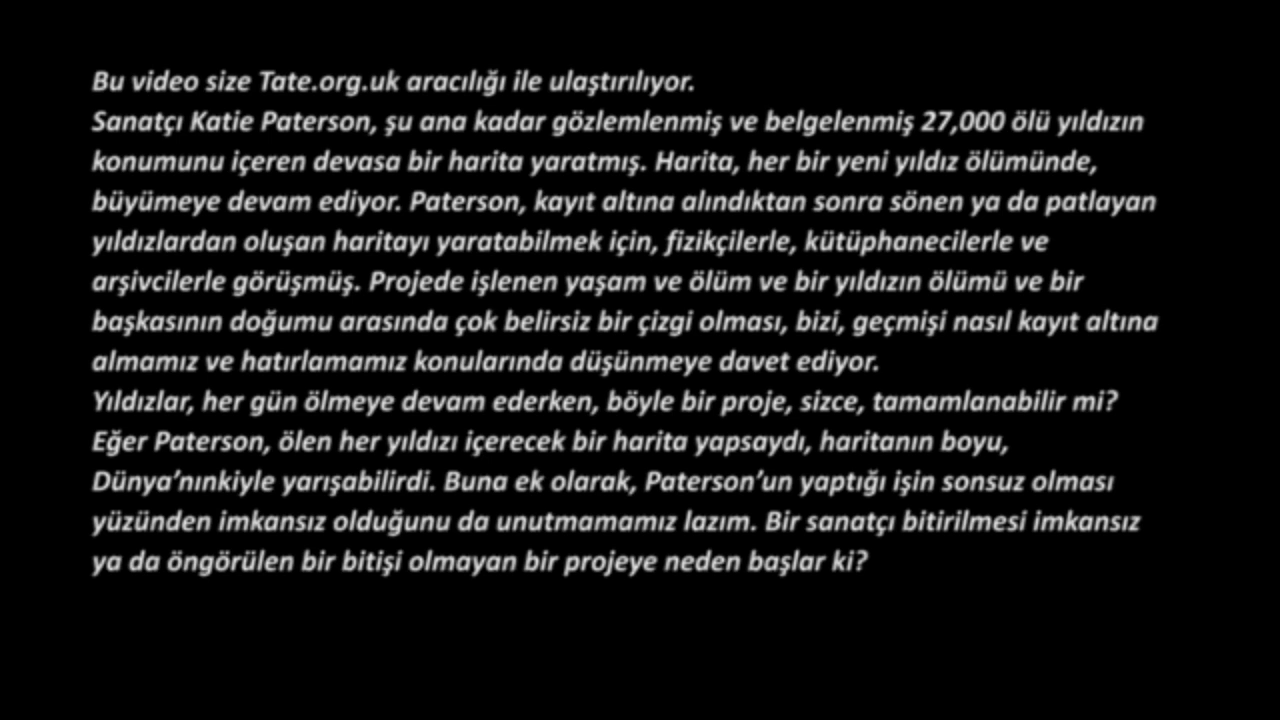 Bu video size Tate.org.uk aracılığı ile ulaştırılıyor.
Sanatçı Katie Paterson, şu ana kadar gözlemlenmiş ve belgelenmiş 27,000 ölü yıldızın
konumunu içeren devasa bir harita yaratmış. Harita, her bir yeni yıldız ölümünde,
büyümeye devam ediyor. Paterson, kayıt altına alındıktan sonra sönen ya da patlayan
yıldızlardan oluşan haritayı yaratabilmek için, fizikçilerle, kütüphanecilerle ve
arşivcilerle görüşmüş. Projede işlenen yaşam ve ölüm ve bir yıldızın ölümü ve bir
başkasının doğumu arasında çok belirsiz bir çizgi olması, bizi, geçmişi nasıl kayıt altına
almamız ve hatırlamamız konularında düşünmeye davet ediyor.
Yıldızlar, her gün ölmeye devam ederken, böyle bir proje, sizce, tamamlanabilir mi?
Eğer Paterson, ölen her yıldızı içerecek bir harita yapsaydı, haritanın boyu,
Dünya’nınkiyle yarışabilirdi. Buna ek olarak, Paterson’un yaptığı işin sonsuz olması
yüzünden imkansız olduğunu da unutmamamız lazım. Bir sanatçı bitirilmesi imkansız
ya da öngörülen bir bitişi olmayan bir projeye neden başlar ki?